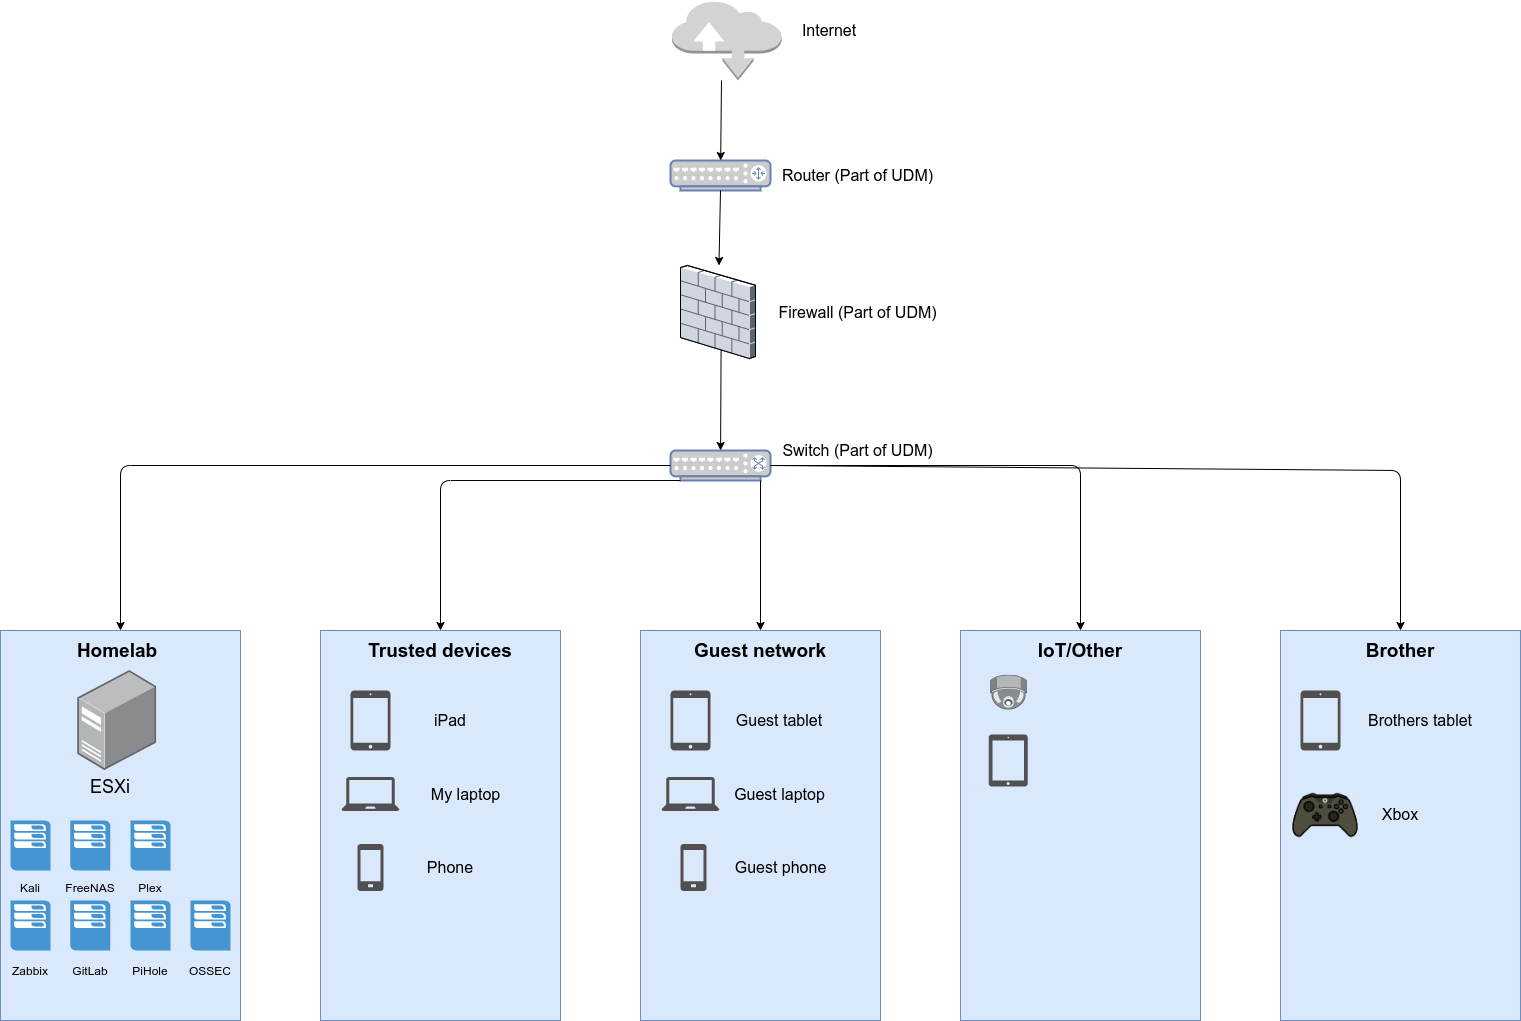 Internet
Router (Part of UDM)
Firewall (Part of UDM)
Switch (Part of UDM)
Homelab
ESXi
Kali
FreeNAS
Plex
Zabbix
GitLab
PiHole
OSSEC
Trusted devices
iPad
My laptop
Phone
Guest network
Guest tablet
Guest laptop
Guest phone
IoT/Other
Brother
Brothers tablet
Xbox